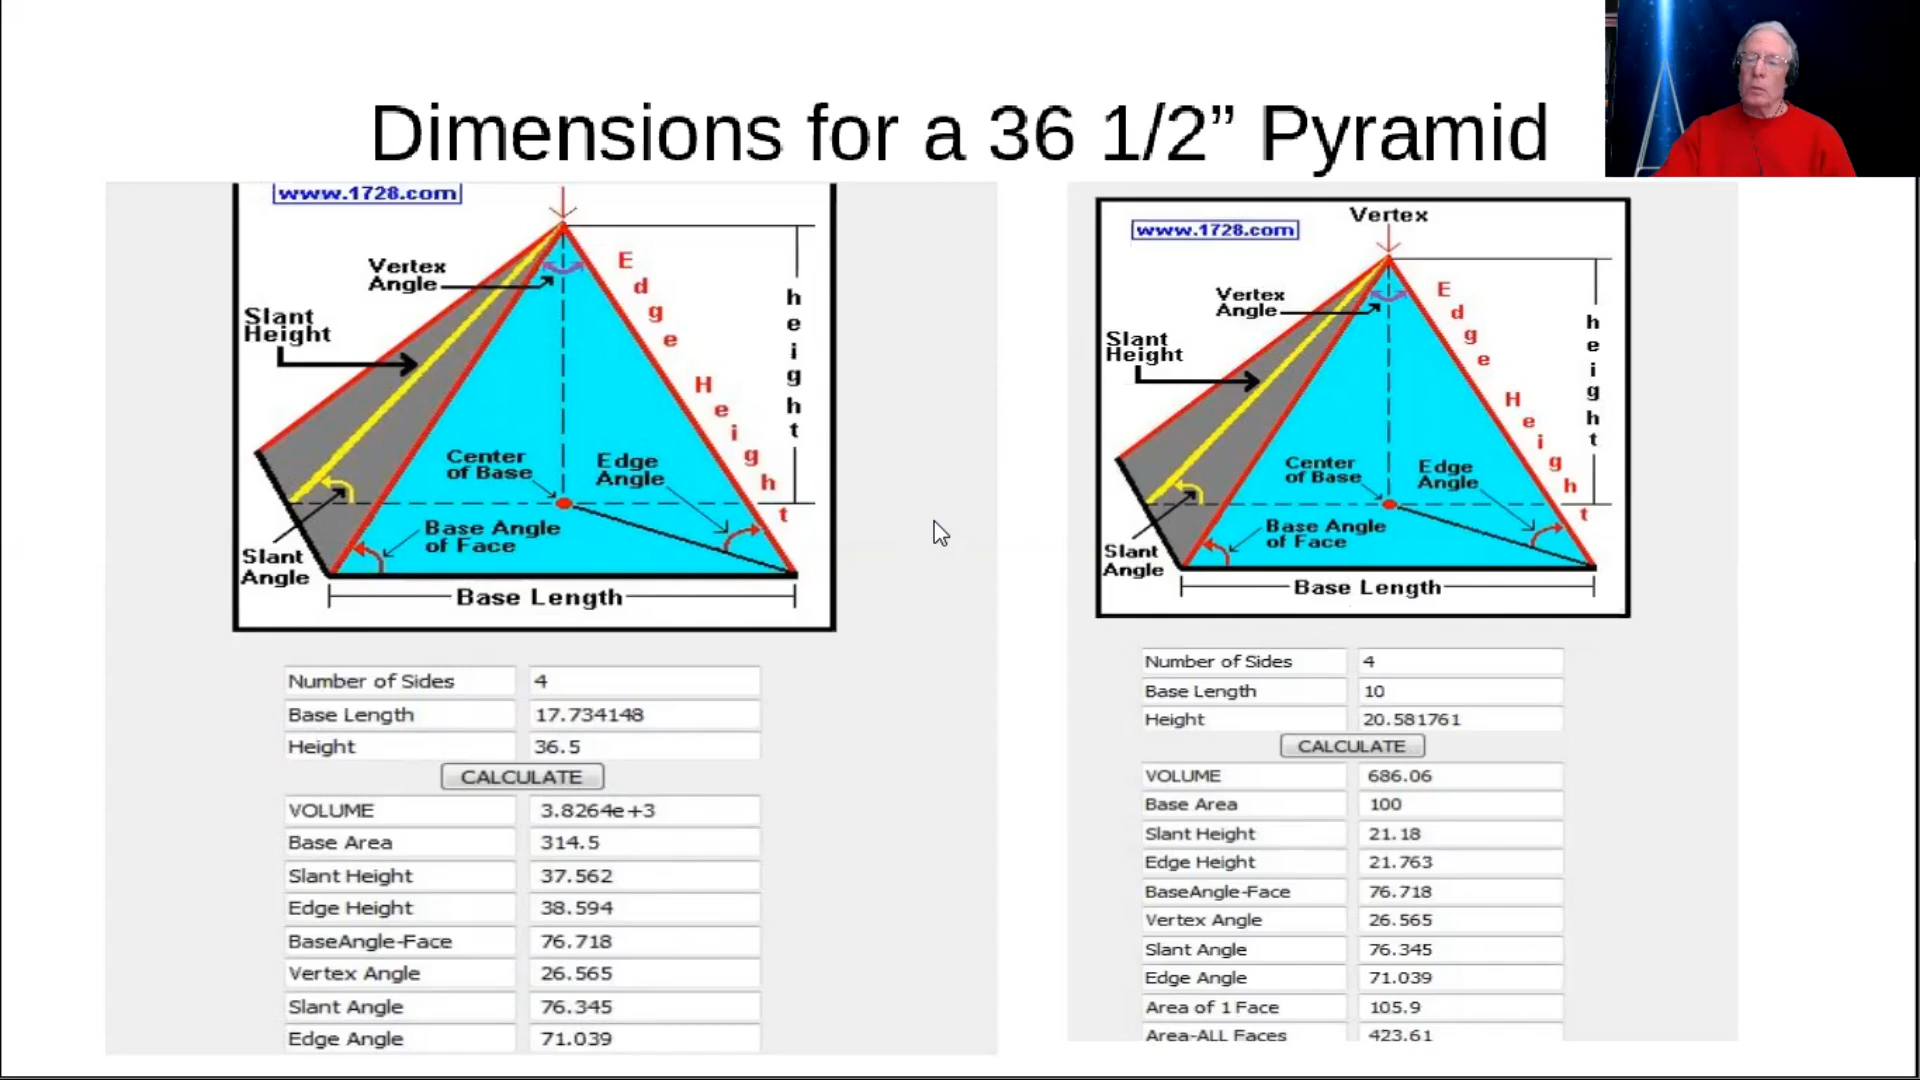 Dimensions for a 36 1/2” Pyramid
www.1728.com
Vertex
Angle
Slant
Height
Edge Height
height
Center
of Base
Edge
Angle
Base Angle
of Face
Slant
Angle
Base Length
Number of Sides 4
Base Length 17.734148
Height 36.5
CALCULATE
VOLUME 3.8264e+3
Base Area 314.5
Slant Height 37.562
Edge Height 38.594
BaseAngle-Face 76.718
Vertex Angle 26.565
Slant Angle 76.345
Edge Angle 71.039
www.1728.com
Vertex
Vertex
Angle
Slant
Height
Edge Height
height
Center
of Base
Edge
Angle
Base Angle
of Face
Slant
Angle
Base Length
Number of Sides 4
Base Length 10
Height 20.581761
CALCULATE
VOLUME 686.06
Base Area 100
Slant Height 21.18
Edge Height 21.763
BaseAngle-Face 76.718
Vertex Angle 26.565
Slant Angle 76.345
Edge Angle 71.039
Area of 1 Face 105.9
Area-ALL Faces 423.61